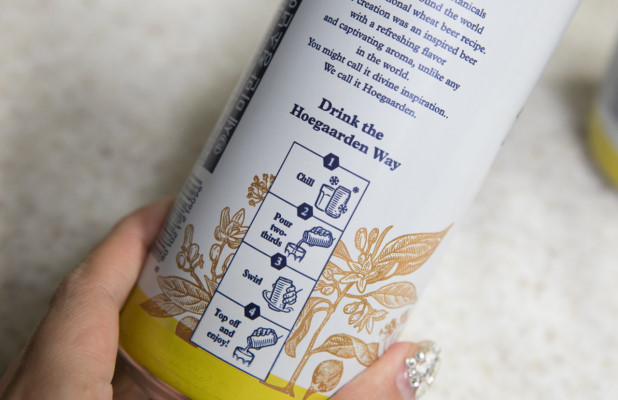 botanicals
ound the world
tional wheat beer recipe.
creation was an inspired beer
with a refreshing flavor
and captivating aroma, unlike any
in the world.
You might call it divine inspiration..
We call it Hoegaarden.
Drink the
Hoegaarden Way
1
Chill
2
Pour
two-
thirds
3
Swirl
4
Top off
and
enjoy!